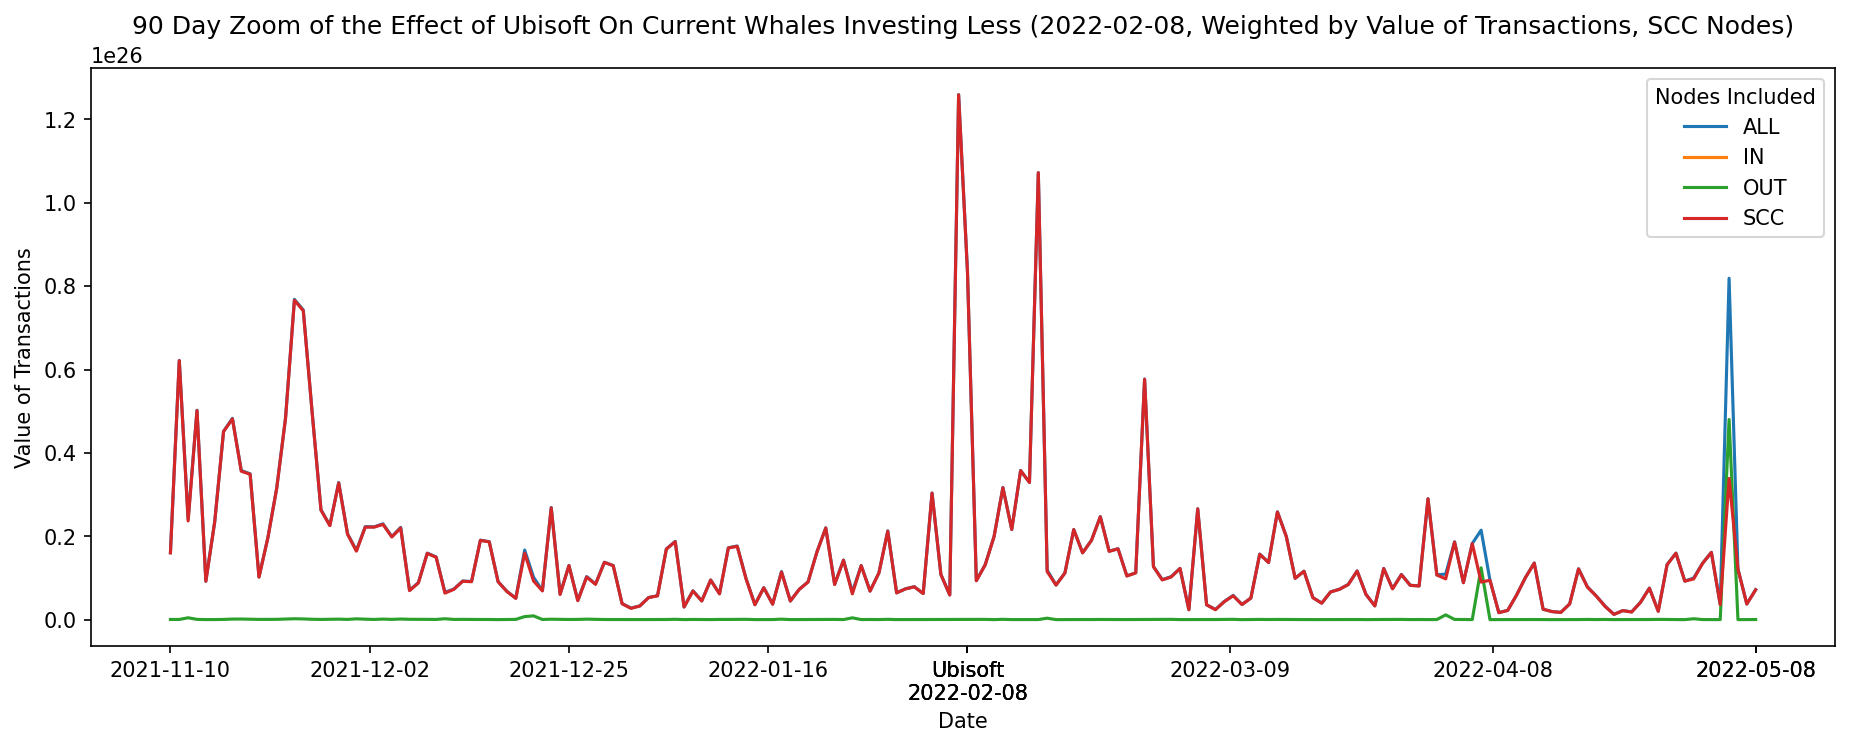 90 Day Zoom of the Effect of Ubisoft On Current Whales Investing Less (2022-02-08, Weighted by Value of Transactions, SCC Nodes)
1e26
Nodes Included
ALL
IN
OUT
SCC
Value of Transactions
1.2
1.0
0.8
0.6
0.4
0.2
0.0
2021-11-10
2021-12-02
2021-12-25
2022-01-16
Ubisoft
2022-02-08
2022-03-09
2022-04-08
2022-05-08
Date